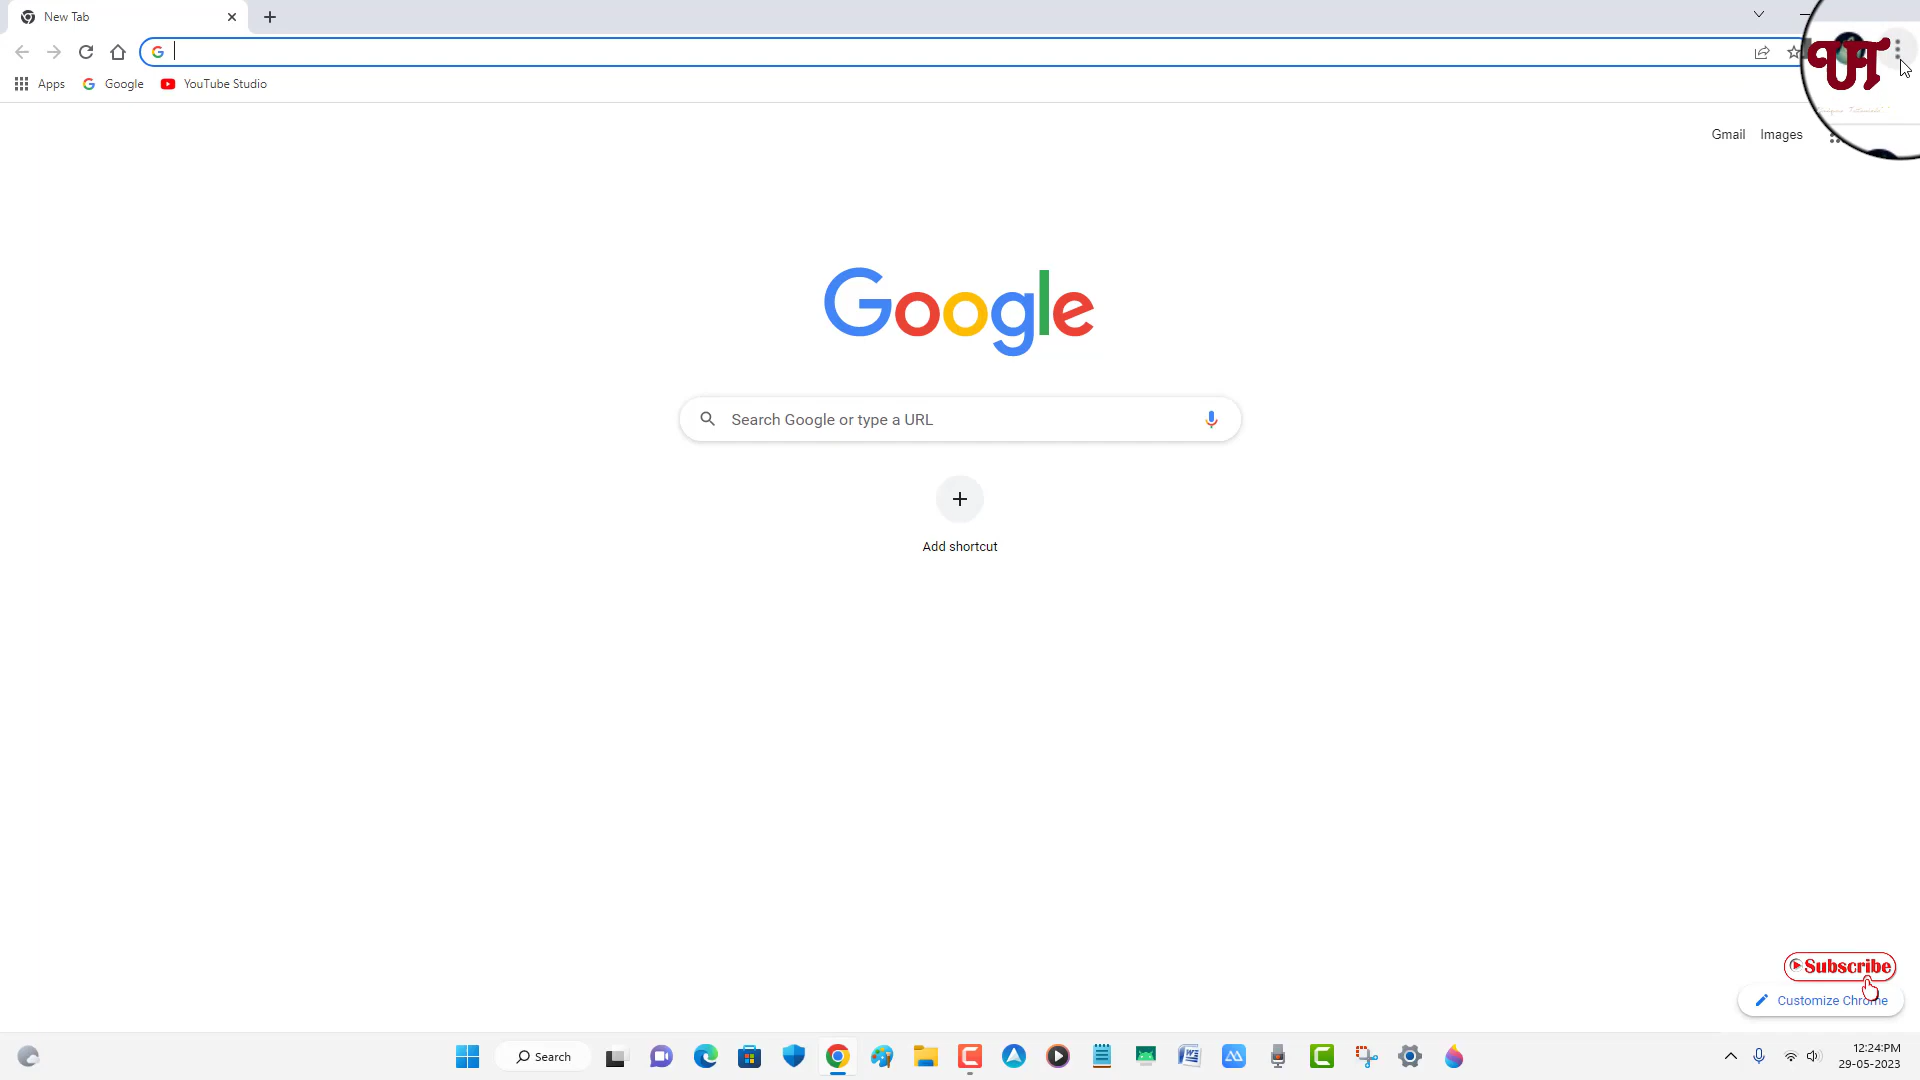 New Tab
Apps
Google
YouTube Studio
UT
Gmail
Images
Google
Search Google or type a URL
Add shortcut
Subscribe
Customize Chrome
Search
12:24:PM
29-05-2023